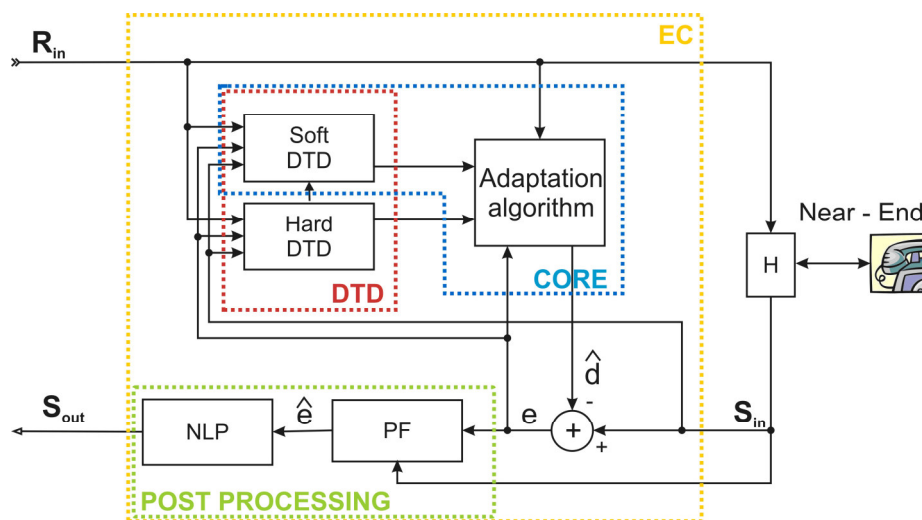 EC
R_in
Soft
DTD
Adaptation
algorithm
Hard
DTD
Near - End
H
DTD
CORE
d̂
-
S_out
ê
e
S_in
NLP
PF
+
+
POST PROCESSING